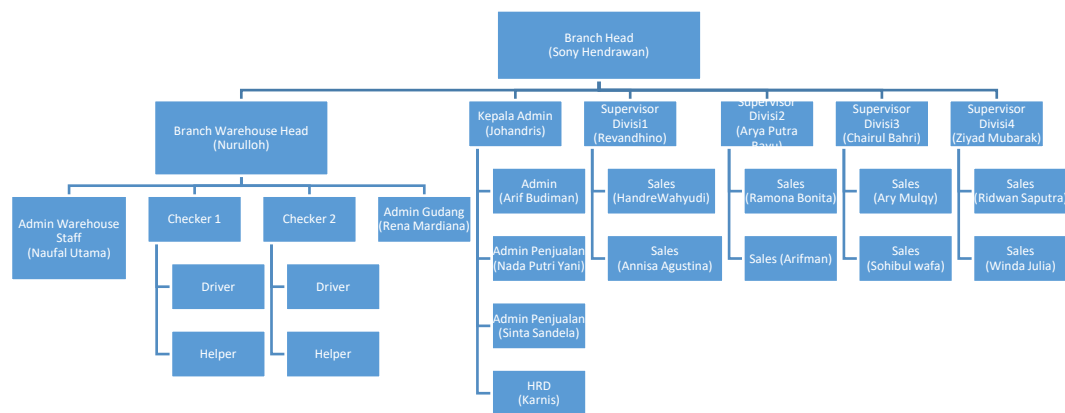 Branch Head
(Sony Hendrawan)
Branch Warehouse Head
(Nurulloh)
Kepala Admin
(Johandris)
Supervisor
Divisi1
(Revandhino)
Supervisor
Divisi2
(Arya Putra
Bayu)
Supervisor
Divisi3
(Chairul Bahri)
Supervisor
Divisi4
(Ziyad Mubarak)
Admin Warehouse
Staff
(Naufal Utama)
Checker 1
Checker 2
Admin Gudang
(Rena Mardiana)
Driver
Helper
Driver
Helper
Admin
(Arif Budiman)
Admin Penjualan
(Nada Putri Yani)
Admin Penjualan
(Sinta Sandela)
HRD
(Karnis)
Sales
(HandreWahyudi)
Sales
(Annisa Agustina)
Sales
(Ramona Bonita)
Sales (Arifman)
Sales
(Ary Mulqy)
Sales
(Sohibul wafa)
Sales
(Ridwan Saputra)
Sales
(Winda Julia)